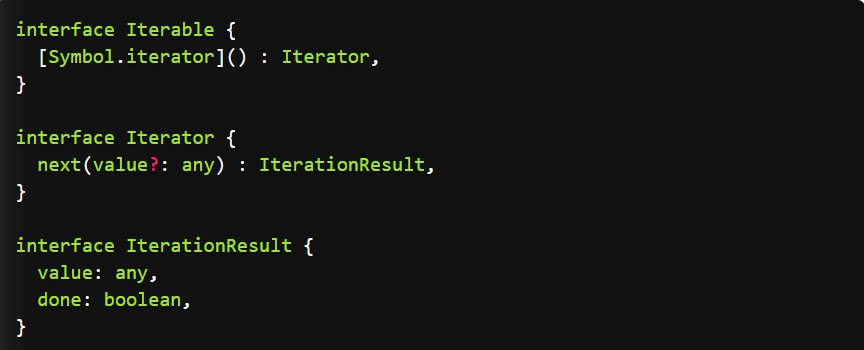 interface Iterable {
  [Symbol.iterator]() : Iterator,
}

interface Iterator {
  next(value?: any) : IterationResult,
}

interface IterationResult {
  value: any,
  done: boolean,
}